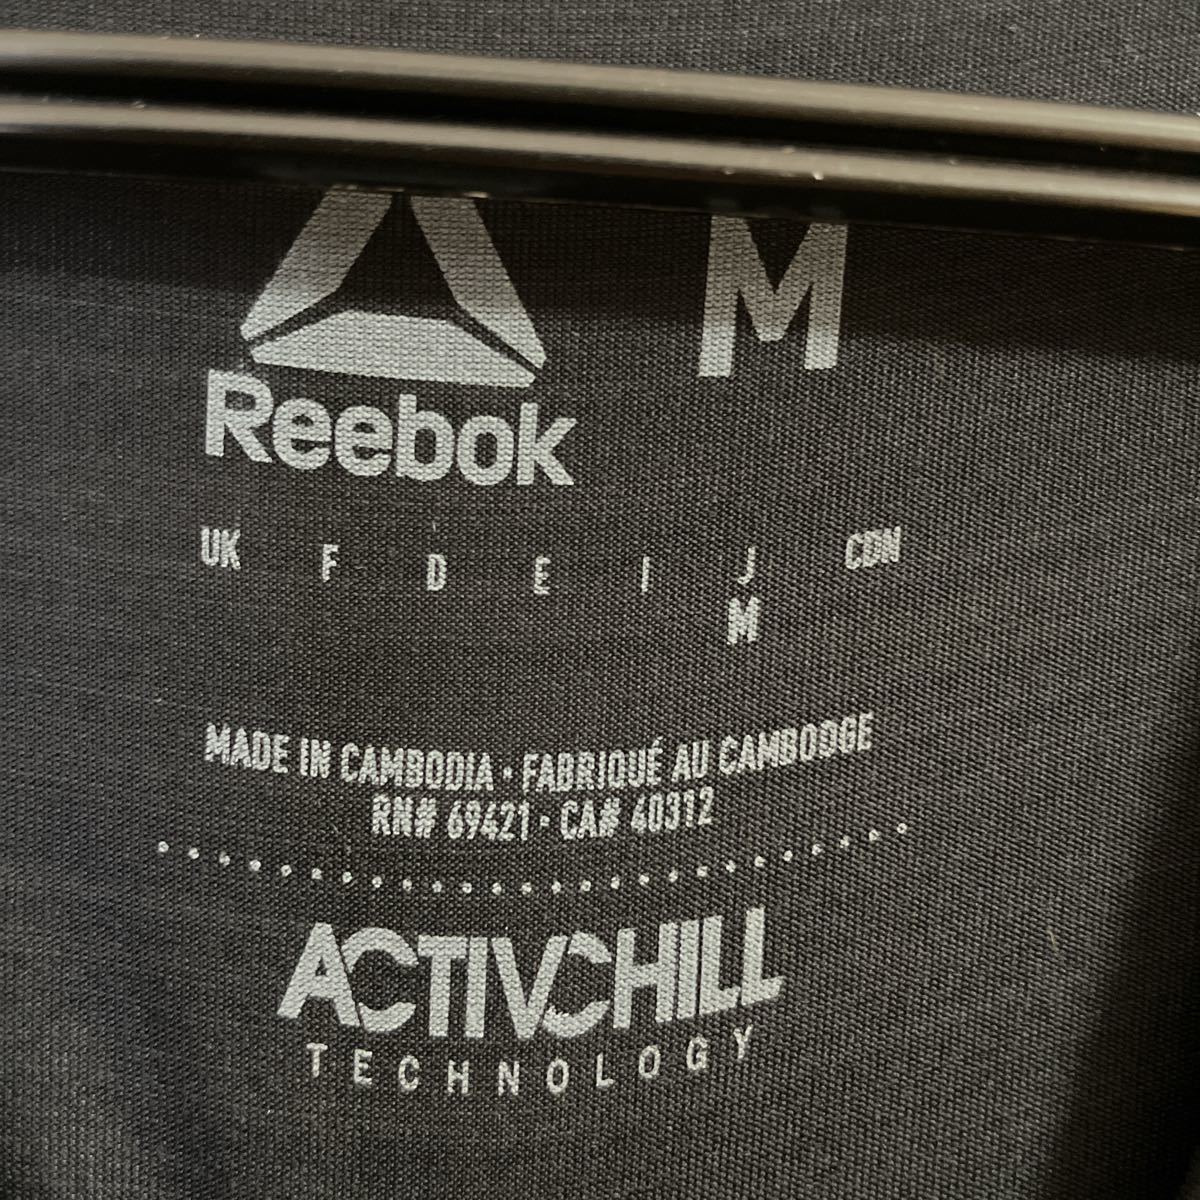 M
Reebok
UK F D E I J CDN
M
MADE IN CAMBODIA · FABRIQUÉ AU CAMBODGE
RN# 69421 · CA# 40312
ACTIVCHILL
TECHNOLOGY